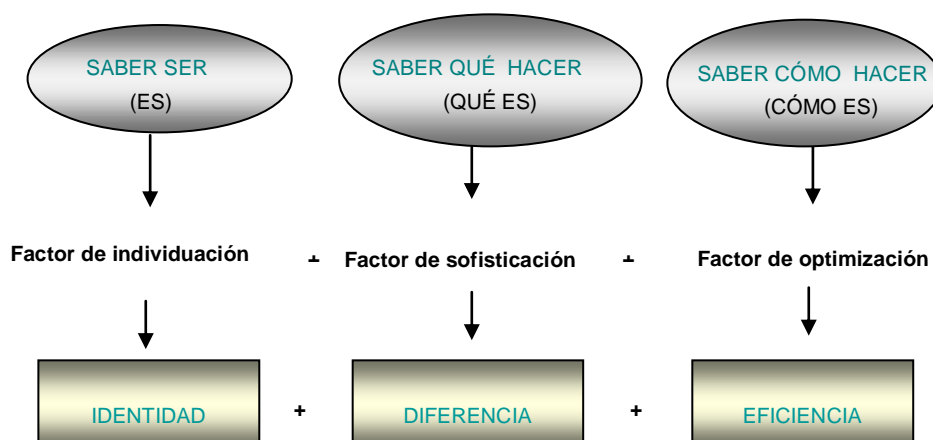 SABER SER
(ES)
SABER QUÉ HACER
(QUÉ ES)
SABER CÓMO HACER
(CÓMO ES)
Factor de individuación + Factor de sofisticación + Factor de optimización
IDENTIDAD + DIFERENCIA + EFICIENCIA